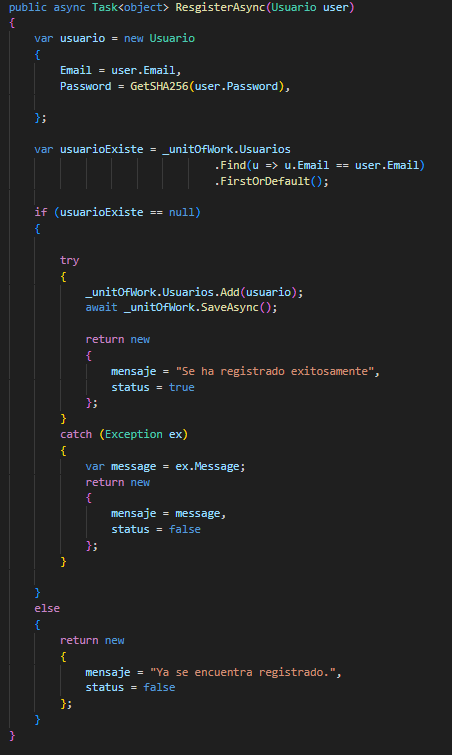 public async Task<object> ResgisterAsync(Usuario user)
{
    var usuario = new Usuario
    {
        Email = user.Email,
        Password = GetSHA256(user.Password),
    };
    var usuarioExiste = _unitOfWork.Usuarios
                                .Find(u => u.Email == user.Email)
                                .FirstOrDefault();
    if (usuarioExiste == null)
    {
        try
        {
            _unitOfWork.Usuarios.Add(usuario);
            await _unitOfWork.SaveAsync();
            return new
            {
                mensaje = "Se ha registrado exitosamente",
                status = true
            };
        }
        catch (Exception ex)
        {
            var message = ex.Message;
            return new
            {
                mensaje = message,
                status = false
            };
        }
    }
    else
    {
        return new
        {
            mensaje = "Ya se encuentra registrado.",
            status = false
        };
    }
}